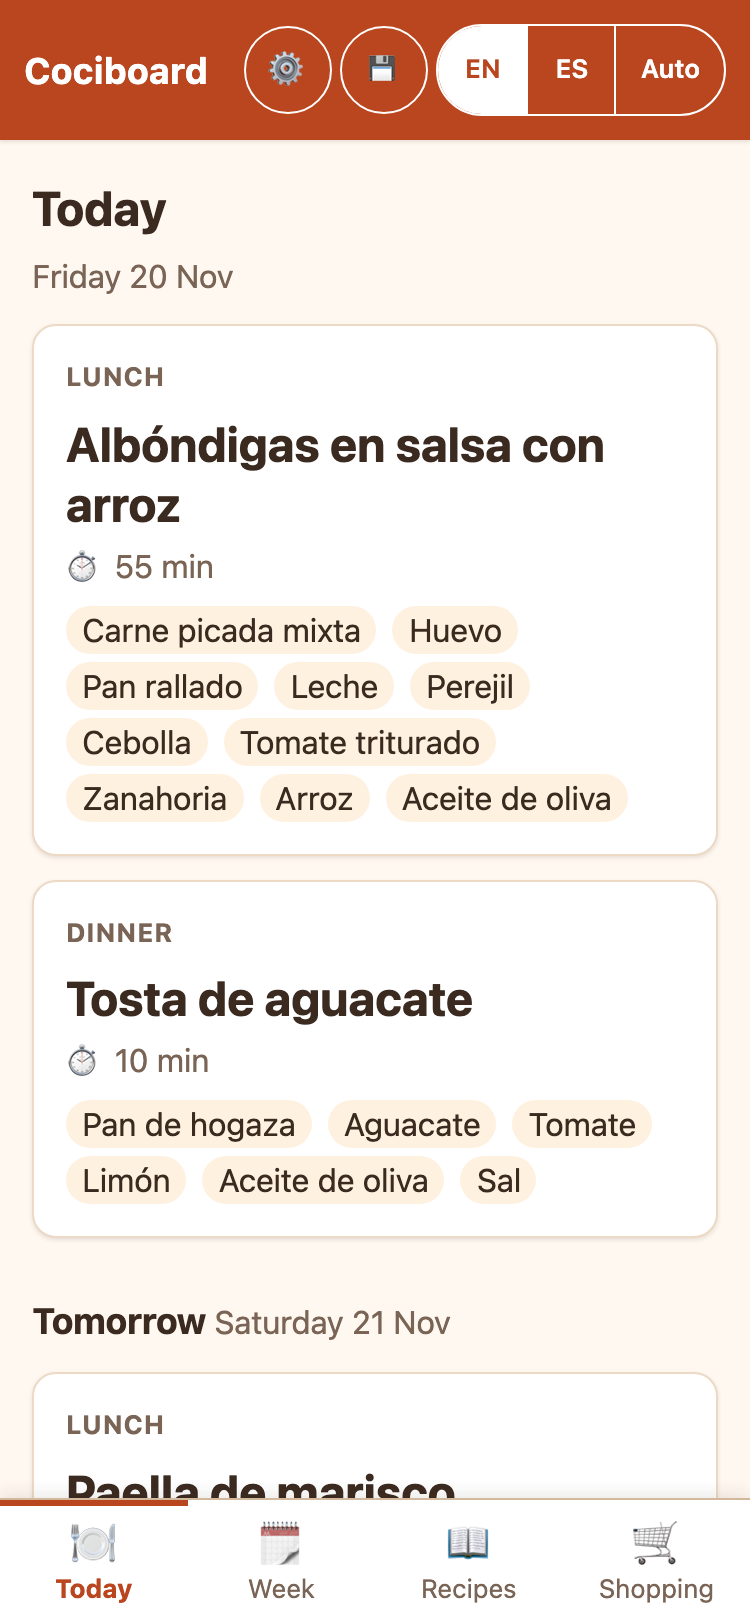 Cociboard
EN ES Auto
Today
Friday 20 Nov
LUNCH
Albóndigas en salsa con
arroz
55 min
Carne picada mixta Huevo
Pan rallado Leche Perejil
Cebolla Tomate triturado
Zanahoria Arroz Aceite de oliva
DINNER
Tosta de aguacate
10 min
Pan de hogaza Aguacate Tomate
Limón Aceite de oliva Sal
Tomorrow Saturday 21 Nov
LUNCH
Paella de marisco
Today Week Recipes Shopping